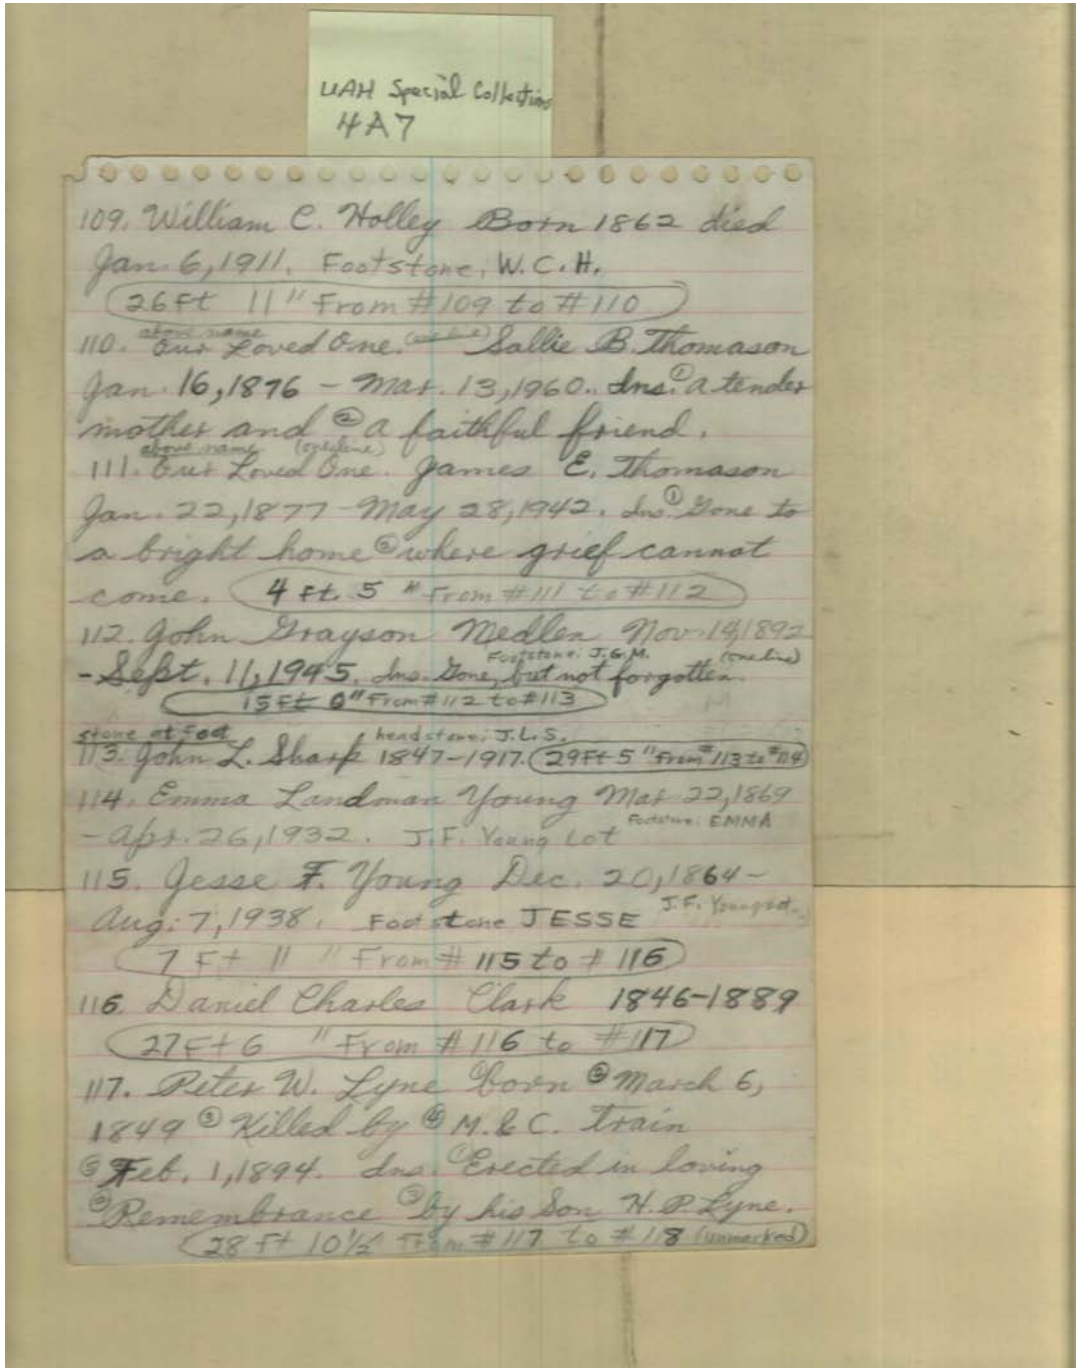 UAH Special Collections
4A7
109. William C. Holley Born 1862 died
Jan. 6, 1911. Footstone: W.C.H.
26 Ft 11" From #109 to #110
above name
110. Our Loved One. Sallie B. Thomason
Jan. 16, 1876 - Mar. 13, 1960. Ins. ① a tender
mother and ② a faithful friend.
above name (one line)
111. Our Loved One. James E. Thomason
Jan. 22, 1877 - May 28, 1942. Ins. ① Gone to
a bright home ② where grief cannot
come. 4 Ft. 5 " From #111 to #112
112. John Grayson Medlen Nov. 14, 1892
Footstone: J.G.M. (one line)
- Sept. 11, 1945. Ins. Gone, but not forgotten.
15 Ft 0" From #112 to #113
stone at foot headstone: J.L.S.
113. John L. Sharp 1847-1917. 29 Ft 5 " From #113 to #114
114. Emma Landman Young Mar 22, 1869
Footstone: EMMA
- Apr. 26, 1932. J.F. Young Lot
115. Jesse F. Young Dec. 20, 1864 -
Aug. 7, 1938. Footstone JESSE J.F. Young Lot
7 Ft 11 " From #115 to #116
116. Daniel Charles Clark 1846-1889
27 Ft 6 " From #116 to #117
117. Peter W. Lyne ① born ② March 6,
1849 ③ Killed by ④ M. & C. train
⑤ Feb. 1, 1894. Ins. ① Erected in loving
② Remembrance ③ by his Son H. P. Lyne.
28 Ft 10½" From #117 to #118 (unmarked)